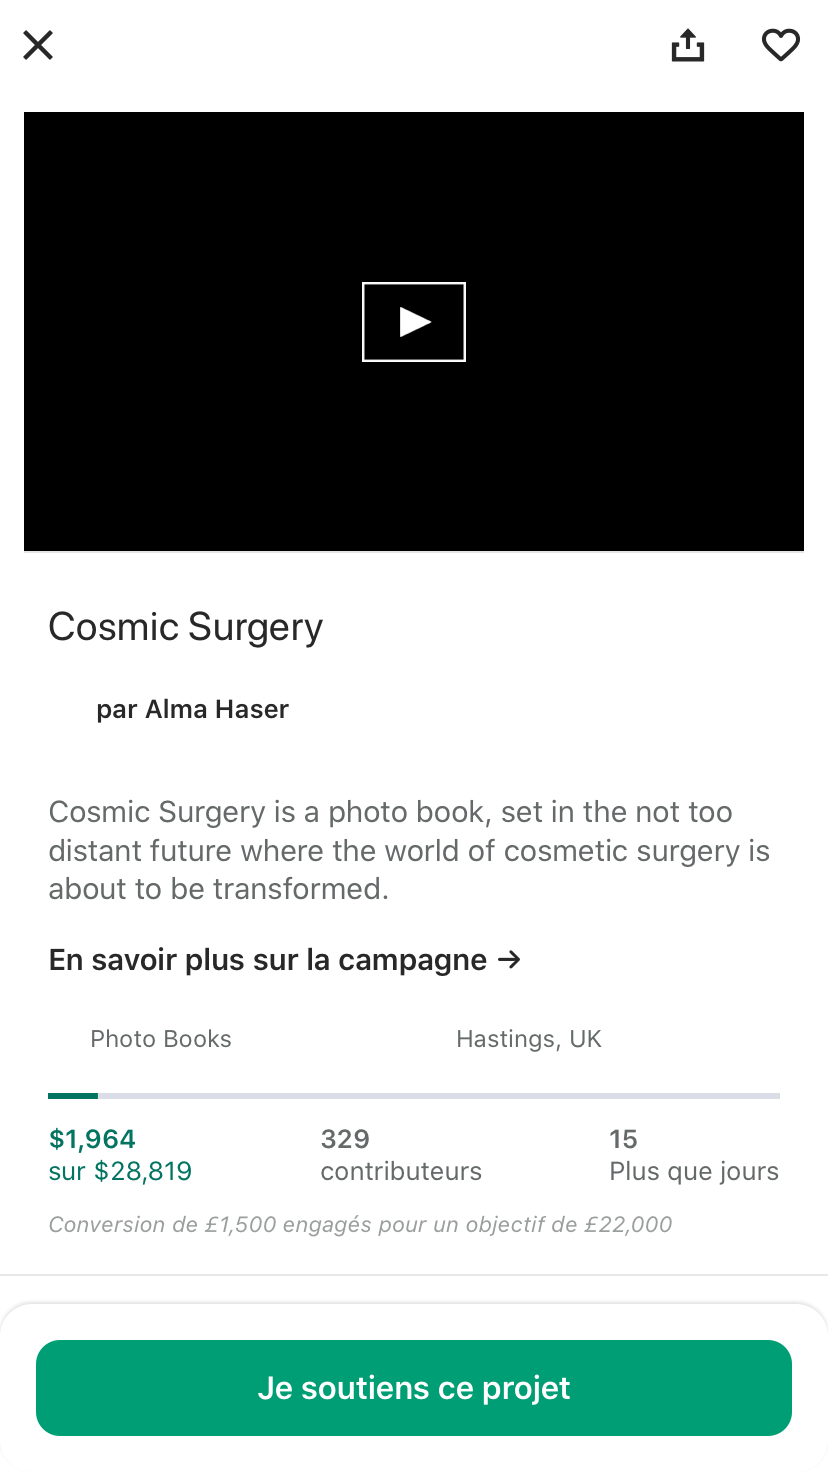 Cosmic Surgery
par Alma Haser
Cosmic Surgery is a photo book, set in the not too
distant future where the world of cosmetic surgery is
about to be transformed.
En savoir plus sur la campagne →
Photo Books
Hastings, UK
$1,964
sur $28,819
329
contributeurs
15
Plus que jours
Conversion de £1,500 engagés pour un objectif de £22,000
Je soutiens ce projet